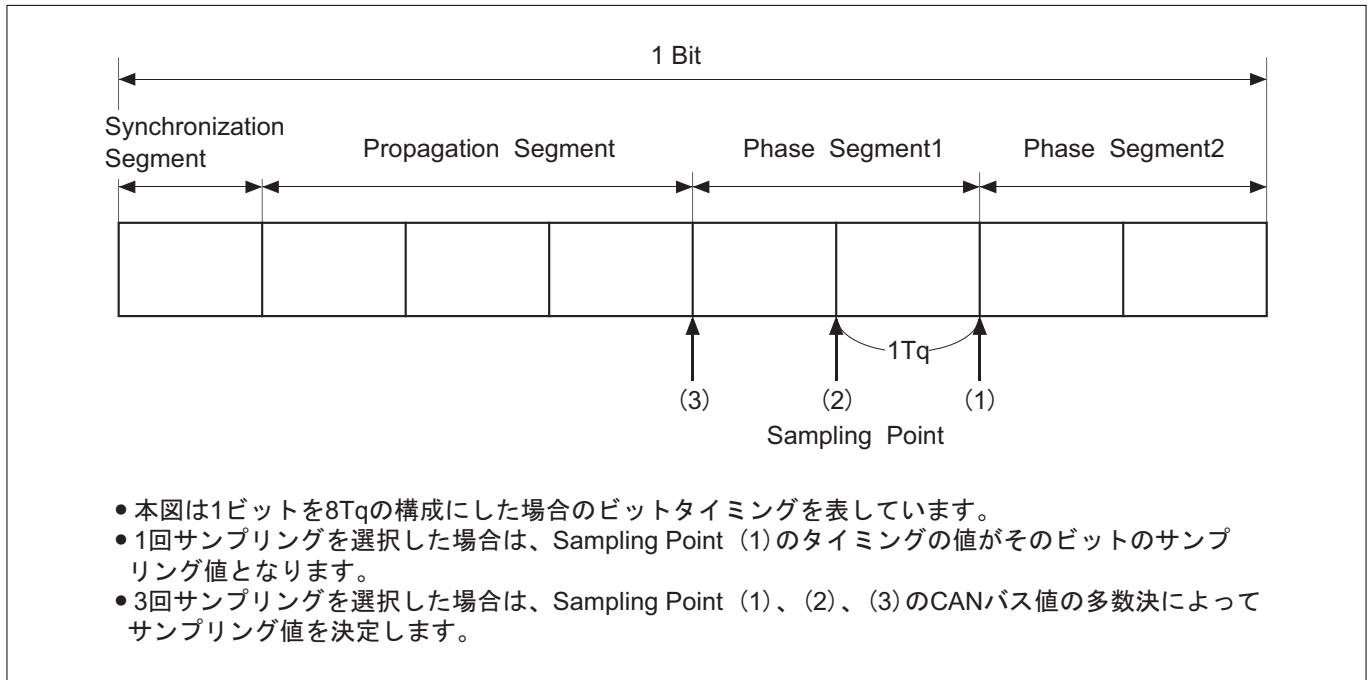 1 Bit
Synchronization
Segment
Propagation Segment
Phase Segment1
Phase Segment2
1Tq
(3)
(2)
(1)
Sampling Point
●本図は1ビットを8Tqの構成にした場合のビットタイミングを表しています。
●1回サンプリングを選択した場合は、Sampling Point (1)のタイミングの値がそのビットのサンプ
リング値となります。
●3回サンプリングを選択した場合は、Sampling Point (1)、(2)、(3)のCANバス値の多数決によって
サンプリング値を決定します。